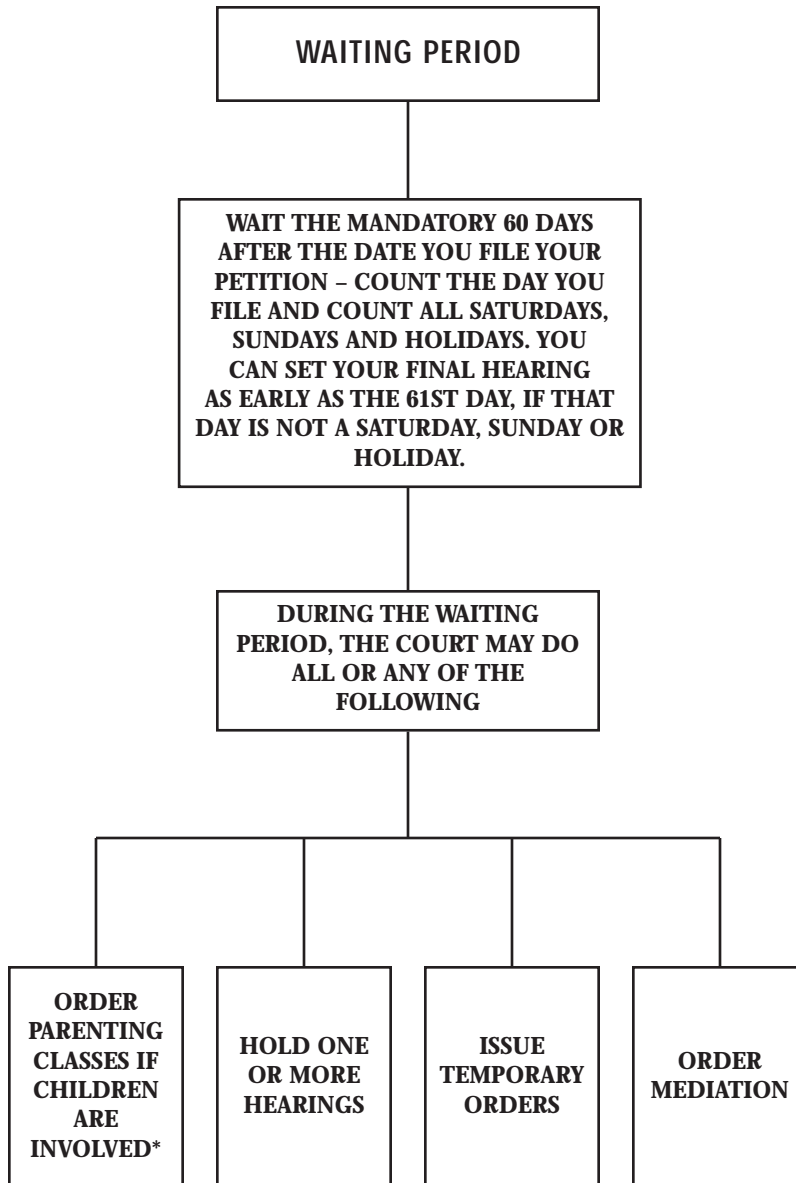 WAITING PERIOD
WAIT THE MANDATORY 60 DAYS
AFTER THE DATE YOU FILE YOUR
PETITION – COUNT THE DAY YOU
FILE AND COUNT ALL SATURDAYS,
SUNDAYS AND HOLIDAYS. YOU
CAN SET YOUR FINAL HEARING
AS EARLY AS THE 61ST DAY, IF THAT
DAY IS NOT A SATURDAY, SUNDAY OR
HOLIDAY.
DURING THE WAITING
PERIOD, THE COURT MAY DO
ALL OR ANY OF THE
FOLLOWING
ORDER
PARENTING
CLASSES IF
CHILDREN
ARE
INVOLVED*
HOLD ONE
OR MORE
HEARINGS
ISSUE
TEMPORARY
ORDERS
ORDER
MEDIATION